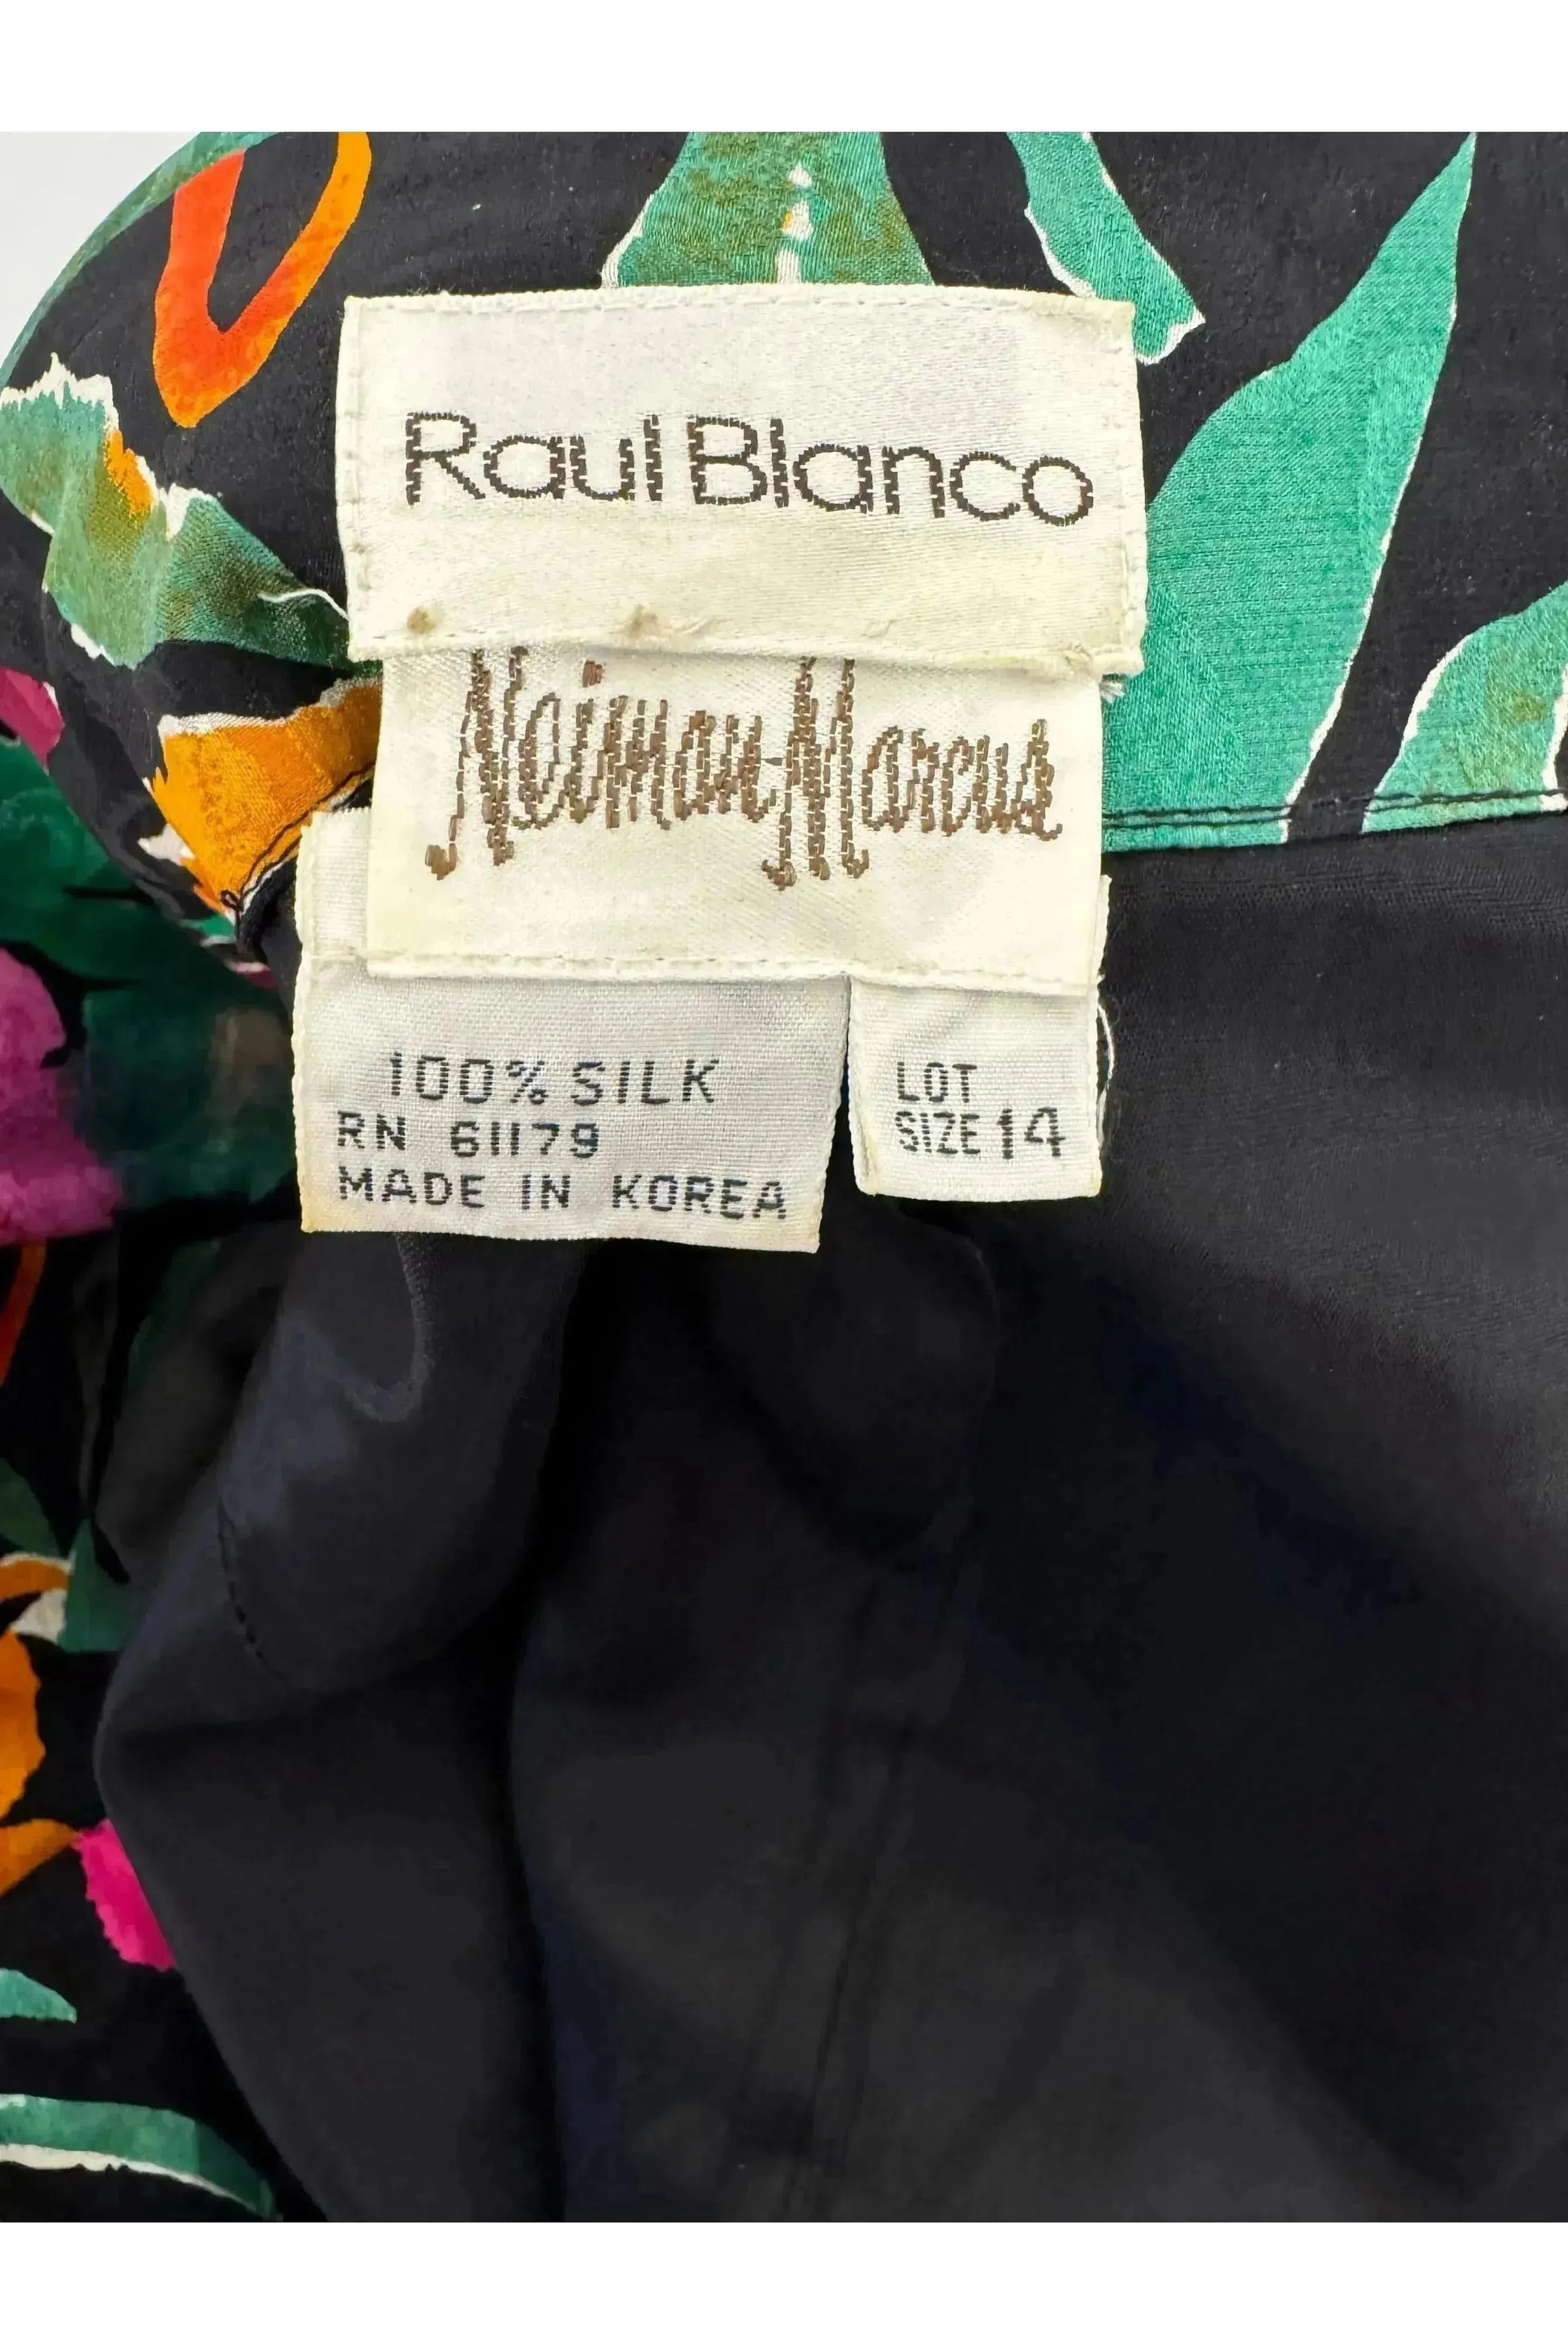 Raul Blanco
Neiman-Marcus
100% SILK
RN 61179
MADE IN KOREA
LOT
SIZE 14